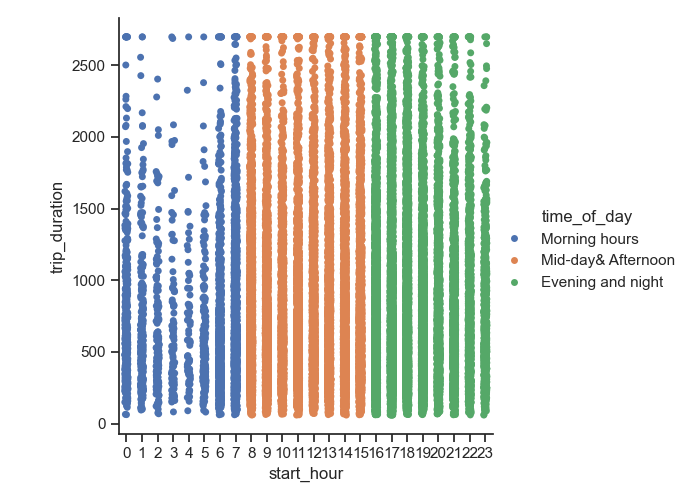 2500
2000
1500
1000
500
0
trip_duration
0 1 2 3 4 5 6 7 8 9 10 11 12 13 14 15 16 17 18 19 20 21 22 23
start_hour
time_of_day
Morning hours
Mid-day& Afternoon
Evening and night